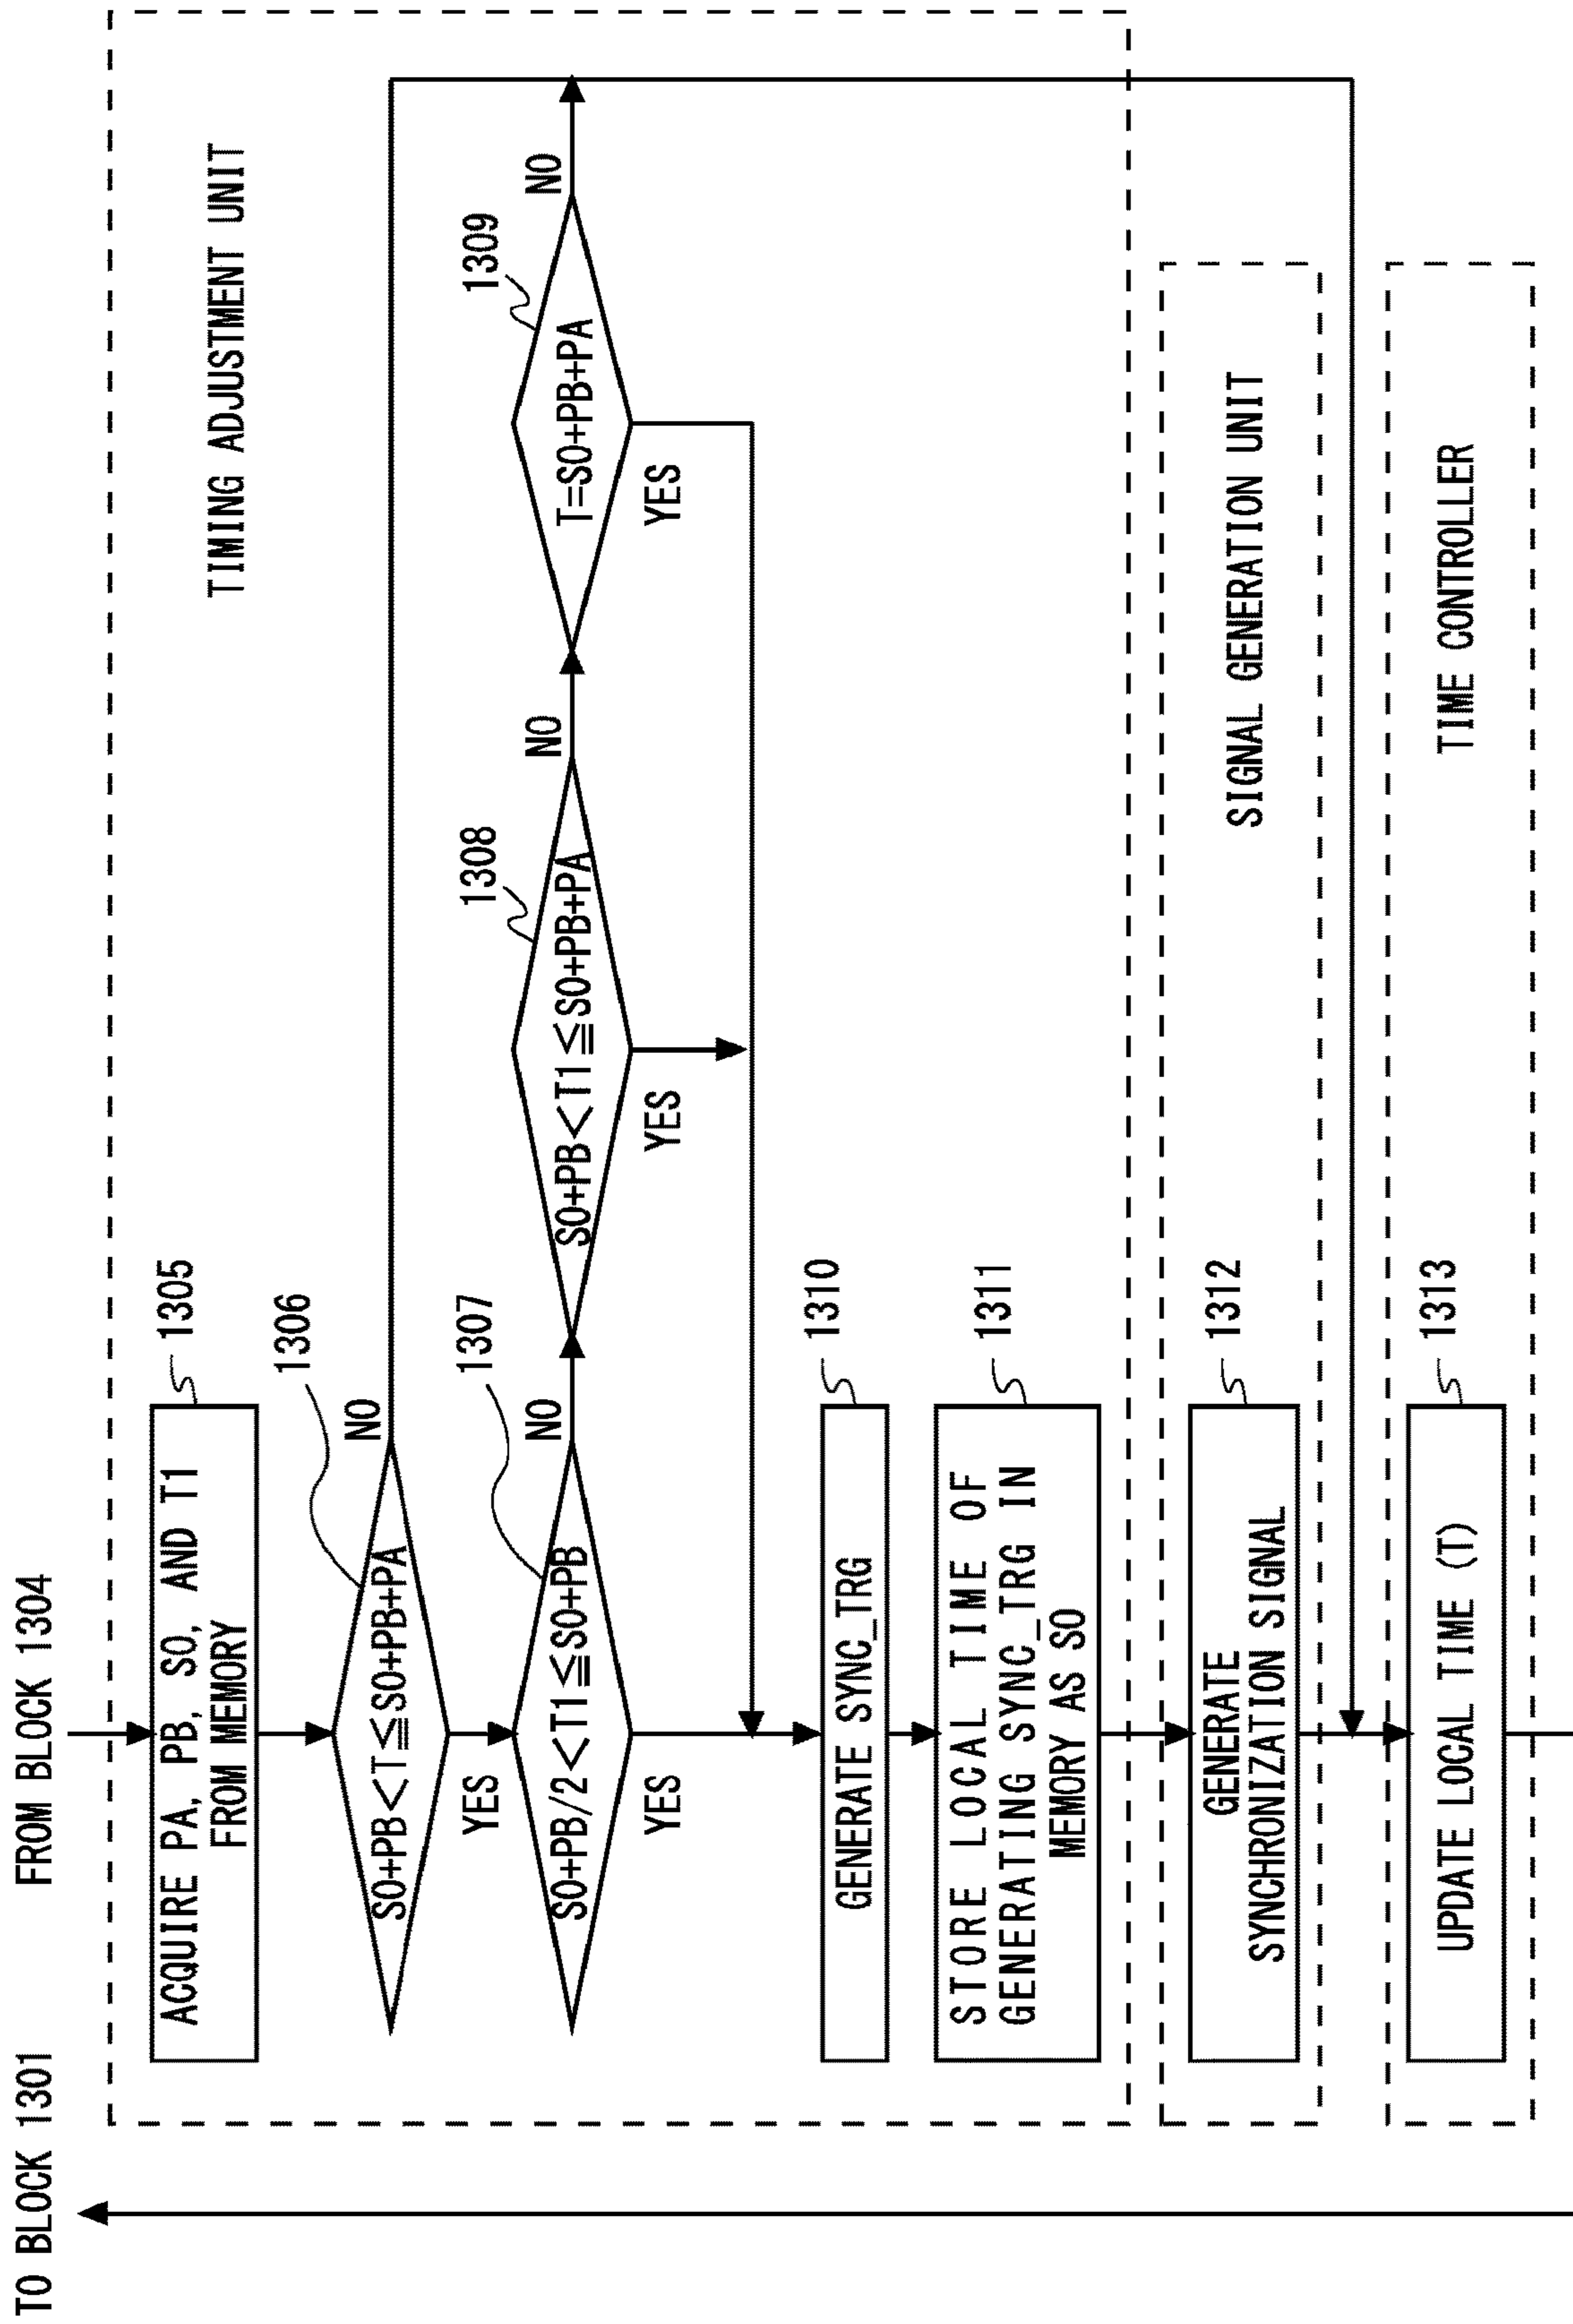 TO BLOCK 1301
FROM BLOCK 1304
TIMING ADJUSTMENT UNIT
1305
ACQUIRE PA, PB, S0, AND T1
FROM MEMORY
1306
S0+PB<T≦S0+PB+PA
NO
YES
1307
S0+PB/2<T1≦S0+PB
NO
YES
1308
S0+PB<T1≦S0+PB+PA
NO
YES
1309
T=S0+PB+PA
NO
YES
1310
GENERATE SYNC_TRG
1311
STORE LOCAL TIME OF
GENERATING SYNC_TRG IN
MEMORY AS S0
SIGNAL GENERATION UNIT
1312
GENERATE
SYNCHRONIZATION SIGNAL
TIME CONTROLLER
1313
UPDATE LOCAL TIME (T)